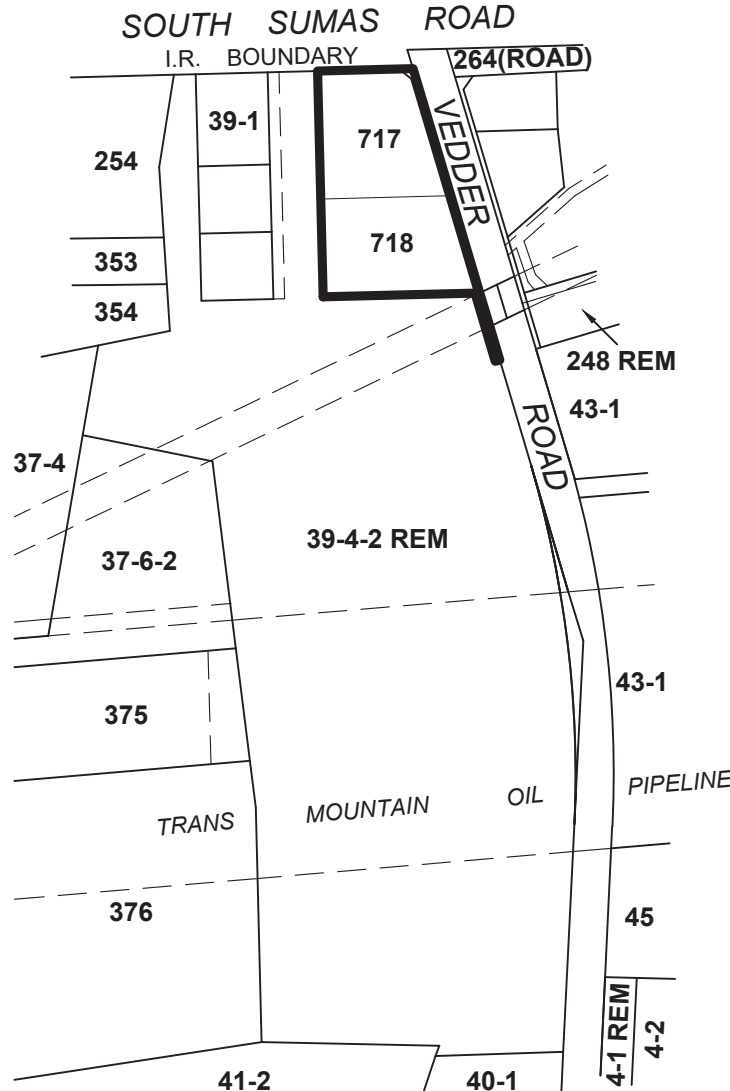 SOUTH SUMAS ROAD
I.R. BOUNDARY
264(ROAD)
39-1
717
VEDDER
254
718
353
354
248 REM
43-1
ROAD
37-4
39-4-2 REM
37-6-2
43-1
375
TRANS MOUNTAIN OIL PIPELINE
376
45
4-1 REM
4-2
41-2
40-1